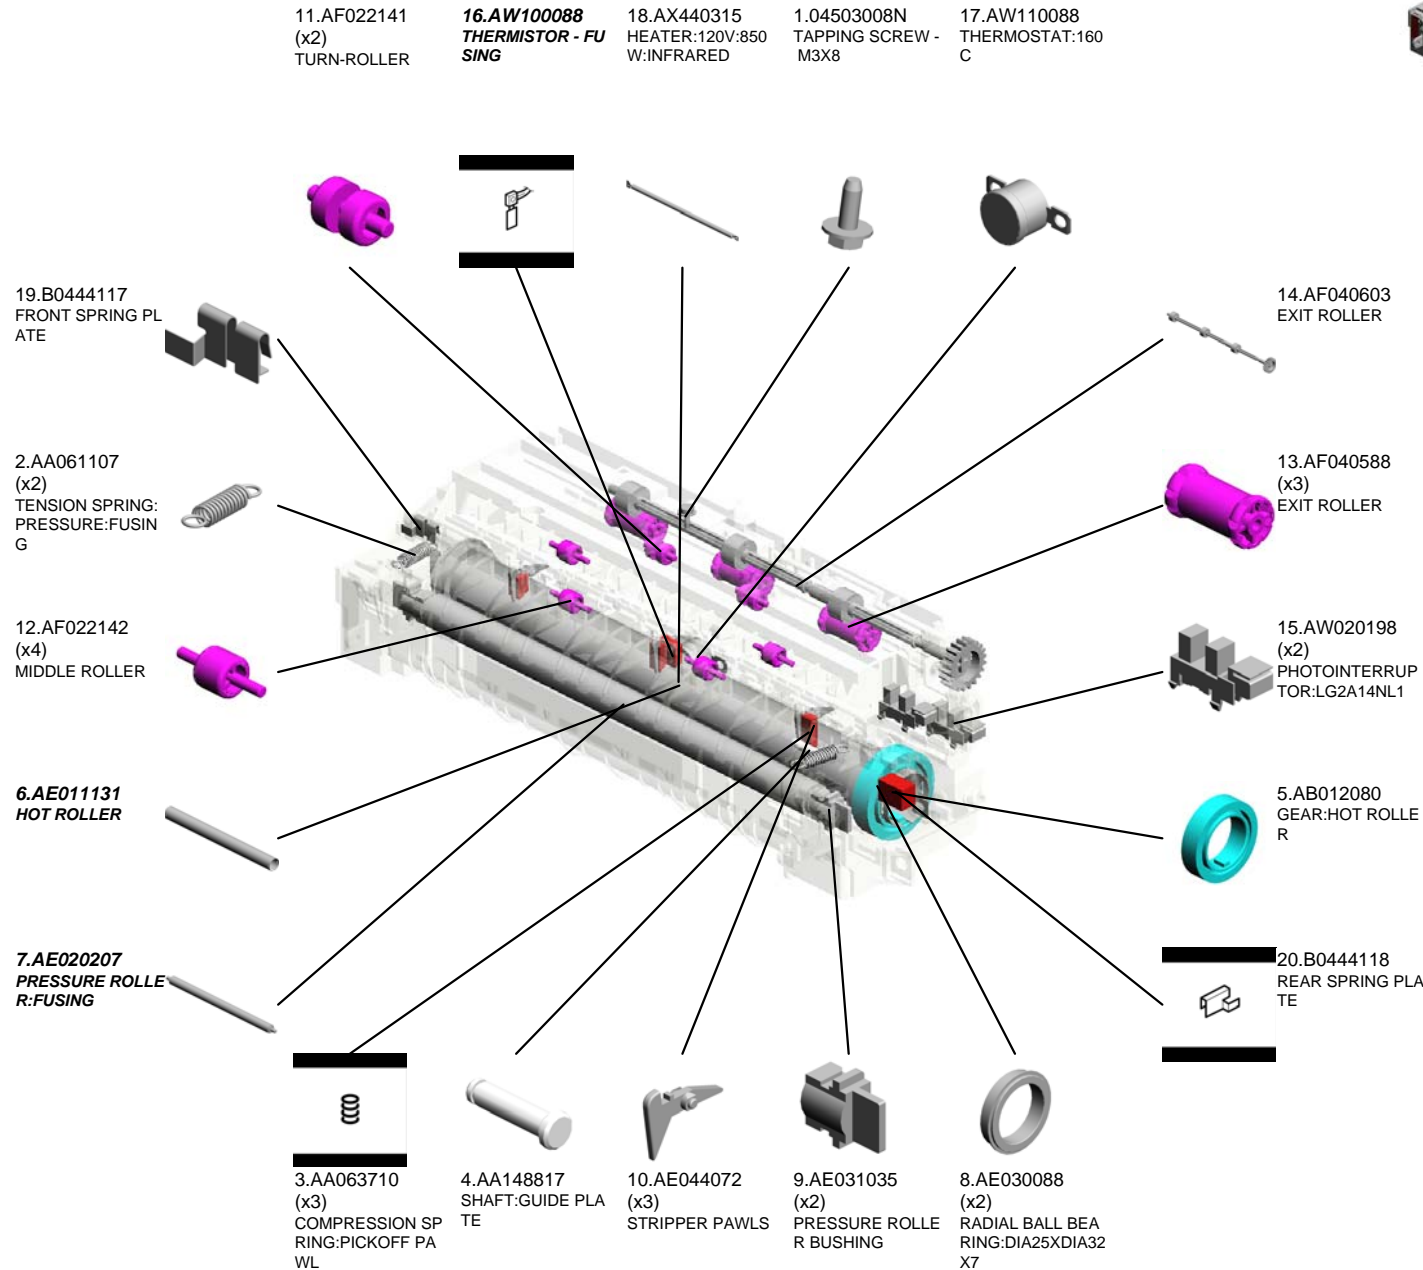 11.AF022141
(x2)
TURN-ROLLER
16.AW100088
THERMISTOR - FU
SING
18.AX440315
HEATER:120V:850
W:INFRARED
1.04503008N
TAPPING SCREW -
M3X8
17.AW110088
THERMOSTAT:160
C
19.B0444117
FRONT SPRING PL
ATE
14.AF040603
EXIT ROLLER
2.AA061107
(x2)
TENSION SPRING:
PRESSURE:FUSIN
G
13.AF040588
(x3)
EXIT ROLLER
12.AF022142
(x4)
MIDDLE ROLLER
15.AW020198
(x2)
PHOTOINTERRUP
TOR:LG2A14NL1
6.AE011131
HOT ROLLER
5.AB012080
GEAR:HOT ROLLE
R
7.AE020207
PRESSURE ROLLE
R:FUSING
20.B0444118
REAR SPRING PLA
TE
3.AA063710
(x3)
COMPRESSION SP
RING:PICKOFF PA
WL
4.AA148817
SHAFT:GUIDE PLA
TE
10.AE044072
(x3)
STRIPPER PAWLS
9.AE031035
(x2)
PRESSURE ROLLE
R BUSHING
8.AE030088
(x2)
RADIAL BALL BEA
RING:DIA25XDIA32
X7